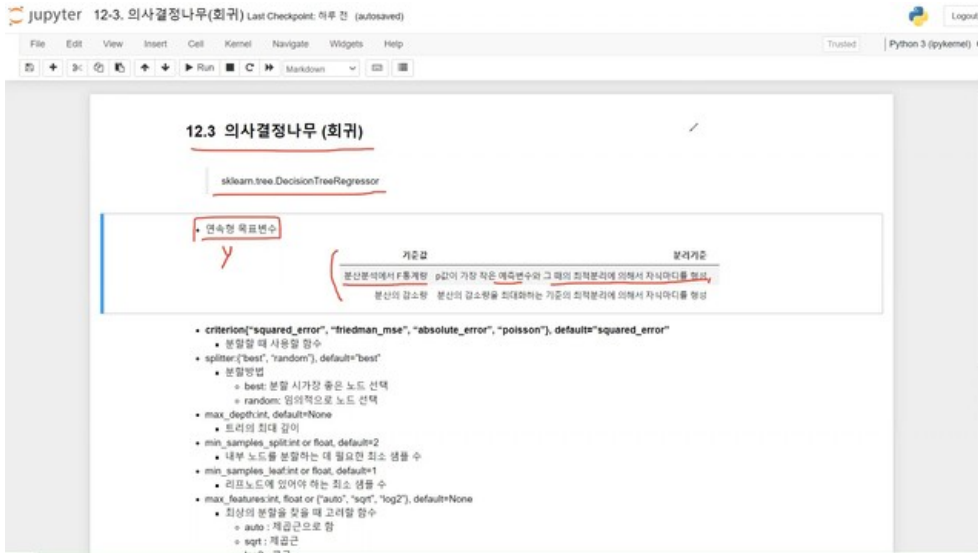 jupyter 12-3. 의사결정나무(회귀) Last Checkpoint: 하루 전 (autosaved)
Logout
File Edit View Insert Cell Kernel Navigate Widgets Help
Trusted
Python 3 (ipykernel)
Run
Markdown
12.3 의사결정나무 (회귀)
sklearn.tree.DecisionTreeRegressor
연속형 목표변수
y
기준값 분리기준
분산분석에서 F통계량 p값이 가장 작은 예측변수와 그 때의 최적분리에 의해서 자식마디를 형성
분산의 감소량 분산의 감소량을 최대화하는 기준의 최적분리에 의해서 자식마디를 형성
criterion{"squared_error", "friedman_mse", "absolute_error", "poisson"}, default="squared_error"
분할할 때 사용할 함수
splitter:{"best", "random"}, default="best"
분할방법
best: 분할 시가장 좋은 노드 선택
random: 임의적으로 노드 선택
max_depth:int, default=None
트리의 최대 깊이
min_samples_split:int or float, default=2
내부 노드를 분할하는 데 필요한 최소 샘플 수
min_samples_leaf:int or float, default=1
리프노드에 있어야 하는 최소 샘플 수
max_features:int, float or {"auto", "sqrt", "log2"}, default=None
최상의 분할을 찾을 때 고려할 함수
auto : 제곱근으로 함
sqrt : 제곱근